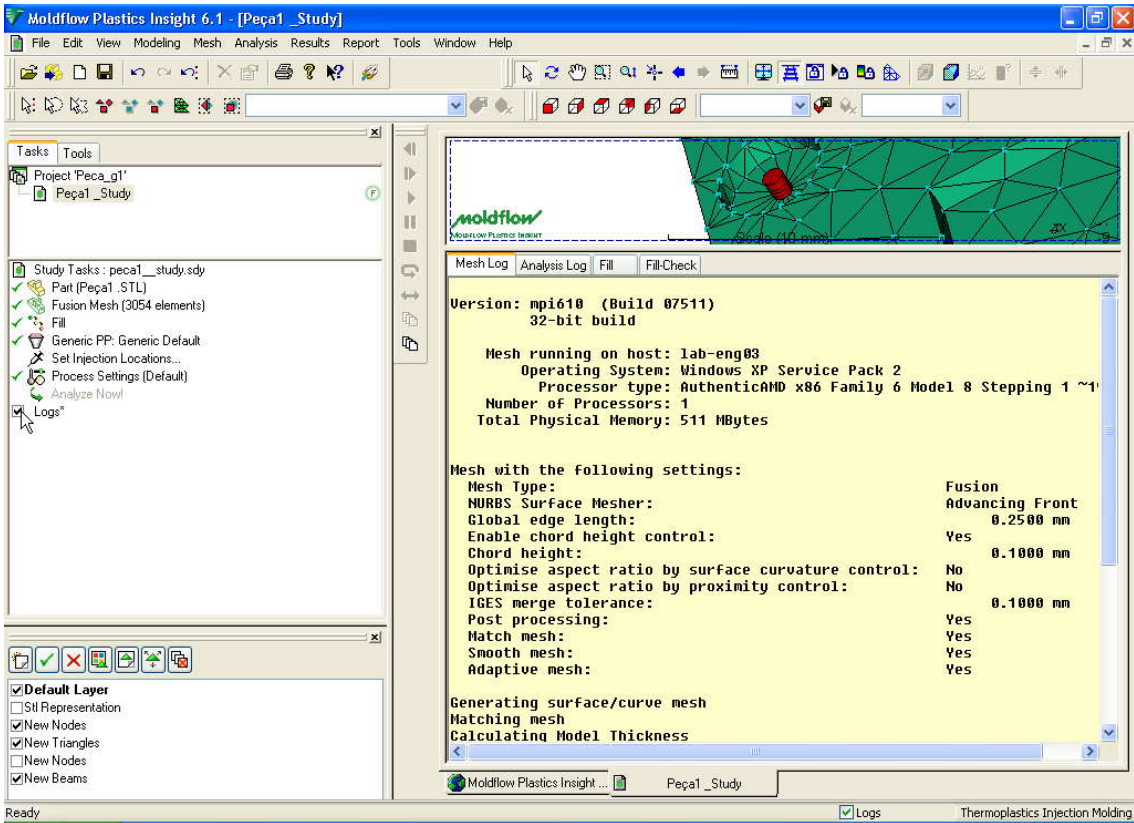 Moldflow Plastics Insight 6.1 - [Peça1 _Study]
File Edit View Modeling Mesh Analysis Results Report Tools Window Help
Tasks Tools
Project 'Peca_g1'
Peça1 _Study
F
Study Tasks : peca1__study.sdy
Part (Peça1 .STL)
Fusion Mesh (3054 elements)
Fill
Generic PP: Generic Default
Set Injection Locations...
Process Settings (Default)
Analyze Now!
Logs*
Default Layer
Stl Representation
New Nodes
New Triangles
New Nodes
New Beams
moldflow
MOLDFLOW PLASTICS INSIGHT
Scale (10 mm)
Mesh Log Analysis Log Fill Fill-Check
Version: mpi610 (Build 07511)
32-bit build
Mesh running on host: lab-eng03
Operating System: Windows XP Service Pack 2
Processor type: AuthenticAMD x86 Family 6 Model 8 Stepping 1 ~1
Number of Processors: 1
Total Physical Memory: 511 MBytes
Mesh with the following settings:
Mesh Type: Fusion
NURBS Surface Mesher: Advancing Front
Global edge length: 0.2500 mm
Enable chord height control: Yes
Chord height: 0.1000 mm
Optimise aspect ratio by surface curvature control: No
Optimise aspect ratio by proximity control: No
IGES merge tolerance: 0.1000 mm
Post processing: Yes
Match mesh: Yes
Smooth mesh: Yes
Adaptive mesh: Yes
Generating surface/curve mesh
Matching mesh
Calculating Model Thickness
Moldflow Plastics Insight ... Peça1 _Study
Ready Logs Thermoplastics Injection Molding